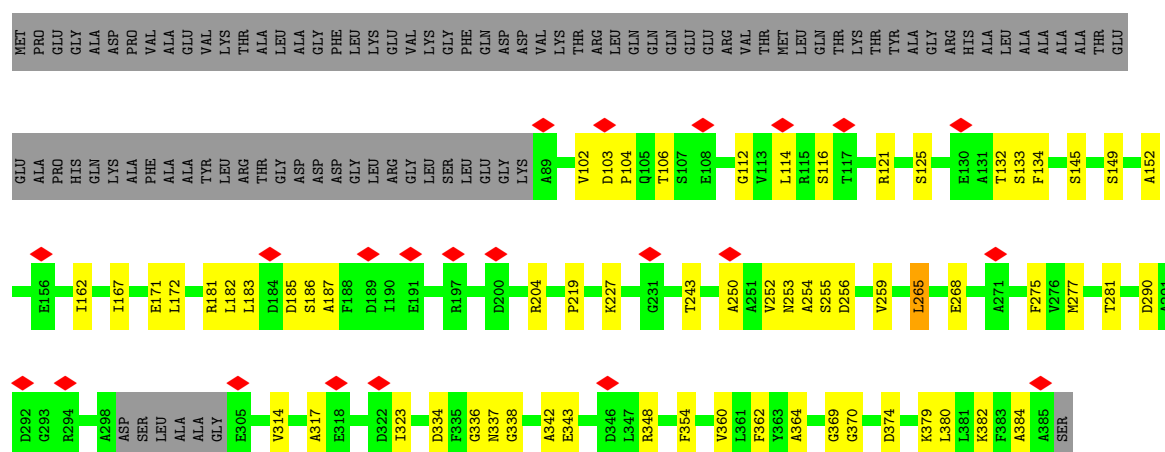 MET PRO GLU GLY ALA ASP PRO VAL ALA GLU VAL LYS THR ALA LEU ALA GLY PHE LEU LYS GLU VAL LYS GLY PHE GLN ASP ASP VAL LYS THR ARG LEU GLN GLN GLN GLU GLU ARG VAL THR MET LEU GLN THR LYS THR TYR ALA GLY ARG HIS ALA LEU ALA ALA ALA ALA THR GLU
GLU ALA PRO HIS GLN LYS ALA PHE ALA ALA TYR LEU ARG THR GLY ASP ASP ASP GLY LEU ARG GLY LEU SER LEU GLU GLY LYS A89 V102 D103 P104 Q105 T106 S107 E108 G112 V113 L114 R115 S116 T117 R121 S125 E130 A131 T132 S133 F134 S145 S149 A152
E156 I162 I167 E171 L172 R181 L182 L183 D184 D185 S186 A187 F188 D189 I190 E191 R197 D200 R204 P219 K227 G231 T243 A250 A251 V252 N253 A254 S255 D256 V259 L265 E268 A271 F275 V276 M277 T281 D290
D292 G293 R294 A298 ASP SER LEU ALA ALA GLY E305 V314 A317 E318 D322 I323 D334 F335 G336 N337 G338 A342 E343 D346 L347 R348 F354 V360 L361 F362 Y363 A364 G369 G370 D374 K379 L380 L381 K382 F383 A384 A385 SER